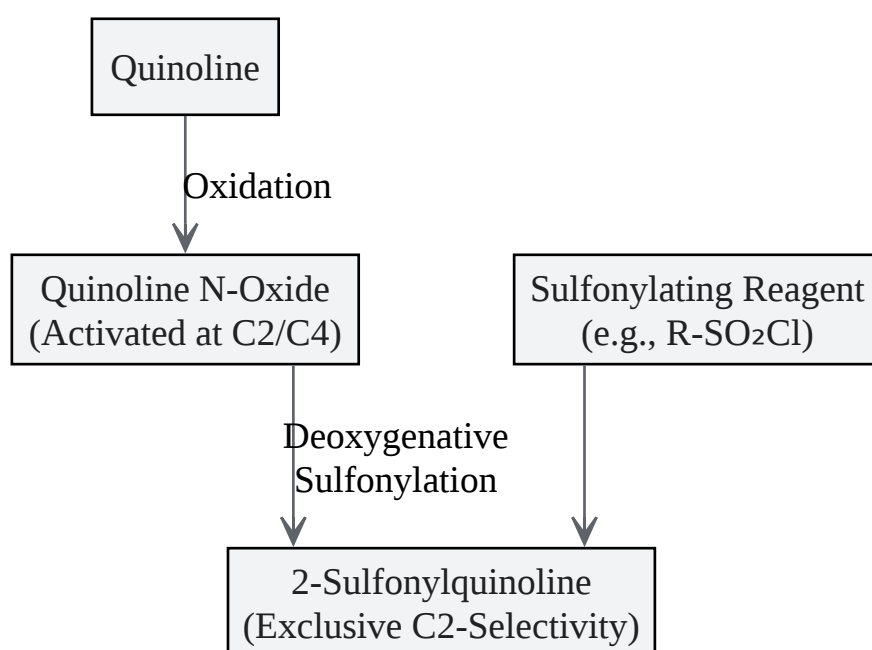 Quinoline
Oxidation
Quinoline N-Oxide
(Activated at C2/C4)
Sulfonylating Reagent
(e.g., R-SO₂Cl)
Deoxygenative
Sulfonylation
2-Sulfonylquinoline
(Exclusive C2-Selectivity)